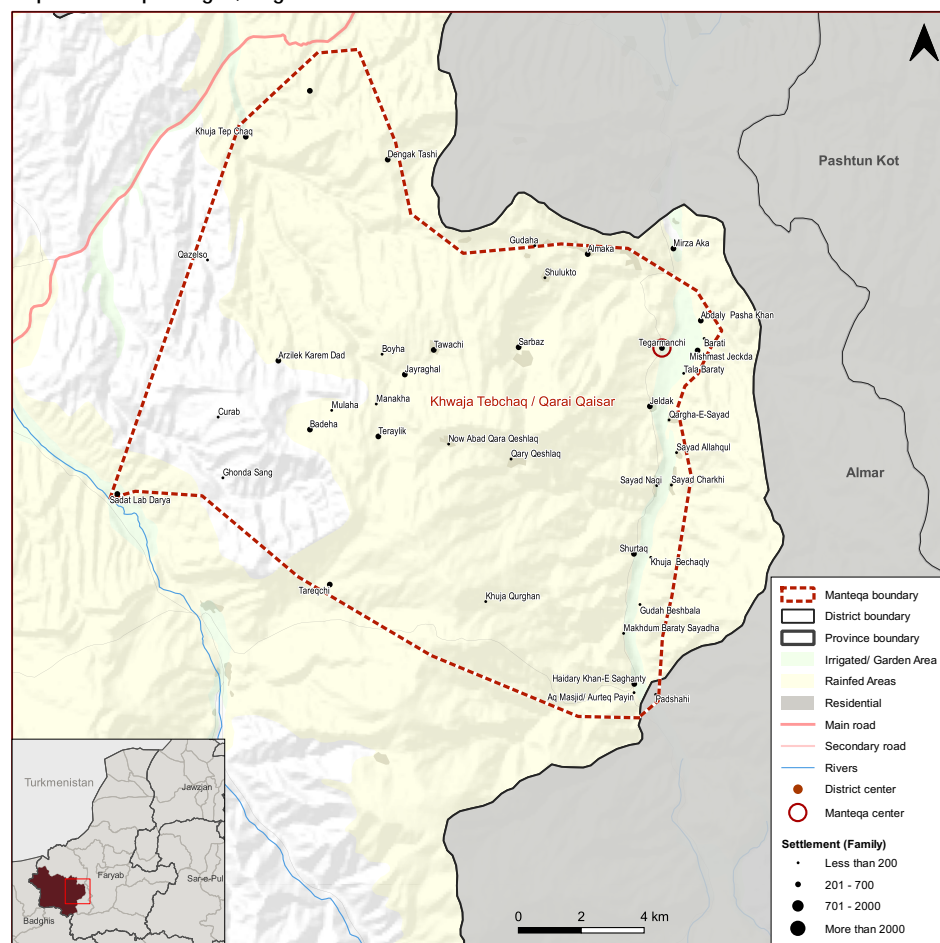 Khuja Tep Chaq
Dengak Tashi
Pashtun Kot
Gudaha
Almaka
Mirza Aka
Qazelso
Shulukto
Abdaly Pasha Khan
Arzilek Karem Dad
Boyha
Tawachi
Sarbaz
Tegarmanchi
Barati
Mishmast Jeckda
Jayraghal
Tala Baraty
Curab
Mulaha
Manakha
Khwaja Tebchaq / Qarai Qaisar
Jeldak
Qargha-E-Sayad
Badeha
Teraylik
Now Abad Qara Qeshlaq
Qary Qeshlaq
Sayad Allahqul
Almar
Ghonda Sang
Sayad Nagi
Sayad Charkhi
Sadat Lab Darya
Shurtaq
Khuja Bechaqly
Tareqchi
Khuja Qurghan
Gudah Beshbala
Makhdum Baraty Sayadha
Haidary Khan-E Saghanty
Aq Masjid/ Aurteq Payin
Padshahi
Manteqa boundary
District boundary
Province boundary
Irrigated/ Garden Area
Rainfed Areas
Residential
Main road
Secondary road
Rivers
District center
Manteqa center
Settlement (Family)
Less than 200
201 - 700
701 - 2000
More than 2000
Turkmenistan
Jawzjan
Faryab
Sar-e-Pul
Badghis
0 2 4 km